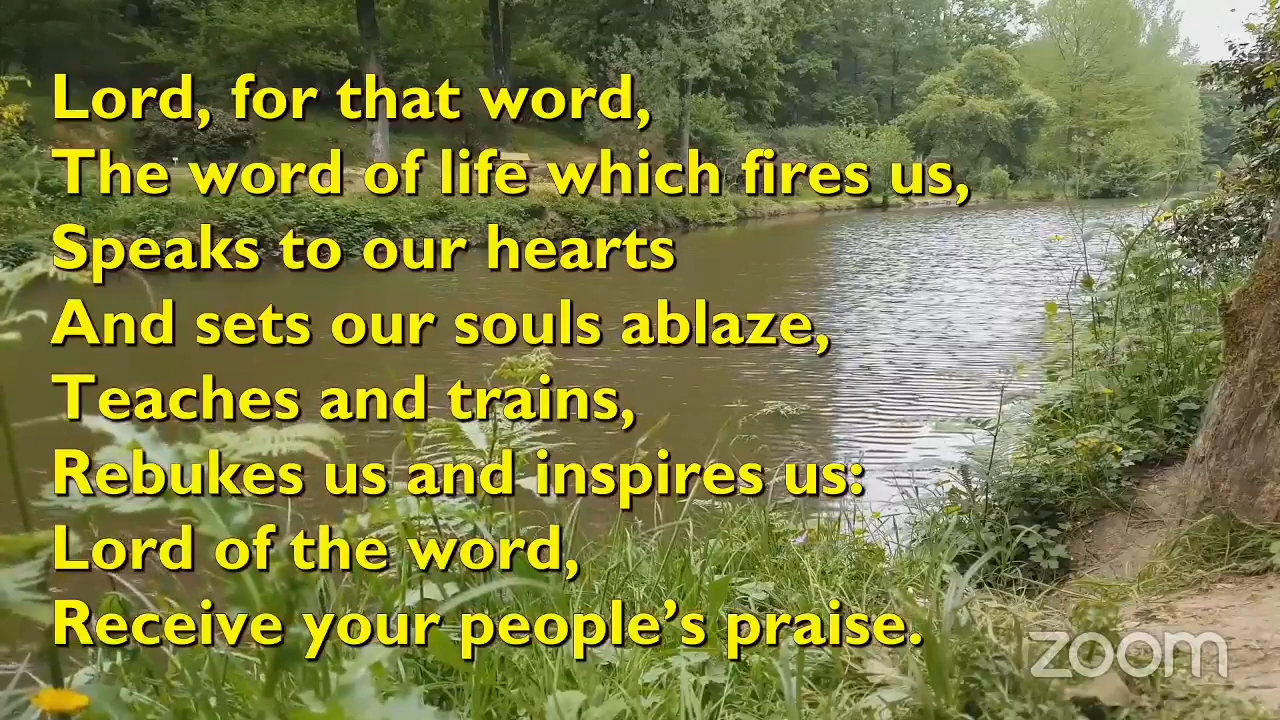 Lord, for that word,
The word of life which fires us,
Speaks to our hearts
And sets our souls ablaze,
Teaches and trains,
Rebukes us and inspires us:
Lord of the word,
Receive your people’s praise.
zoom